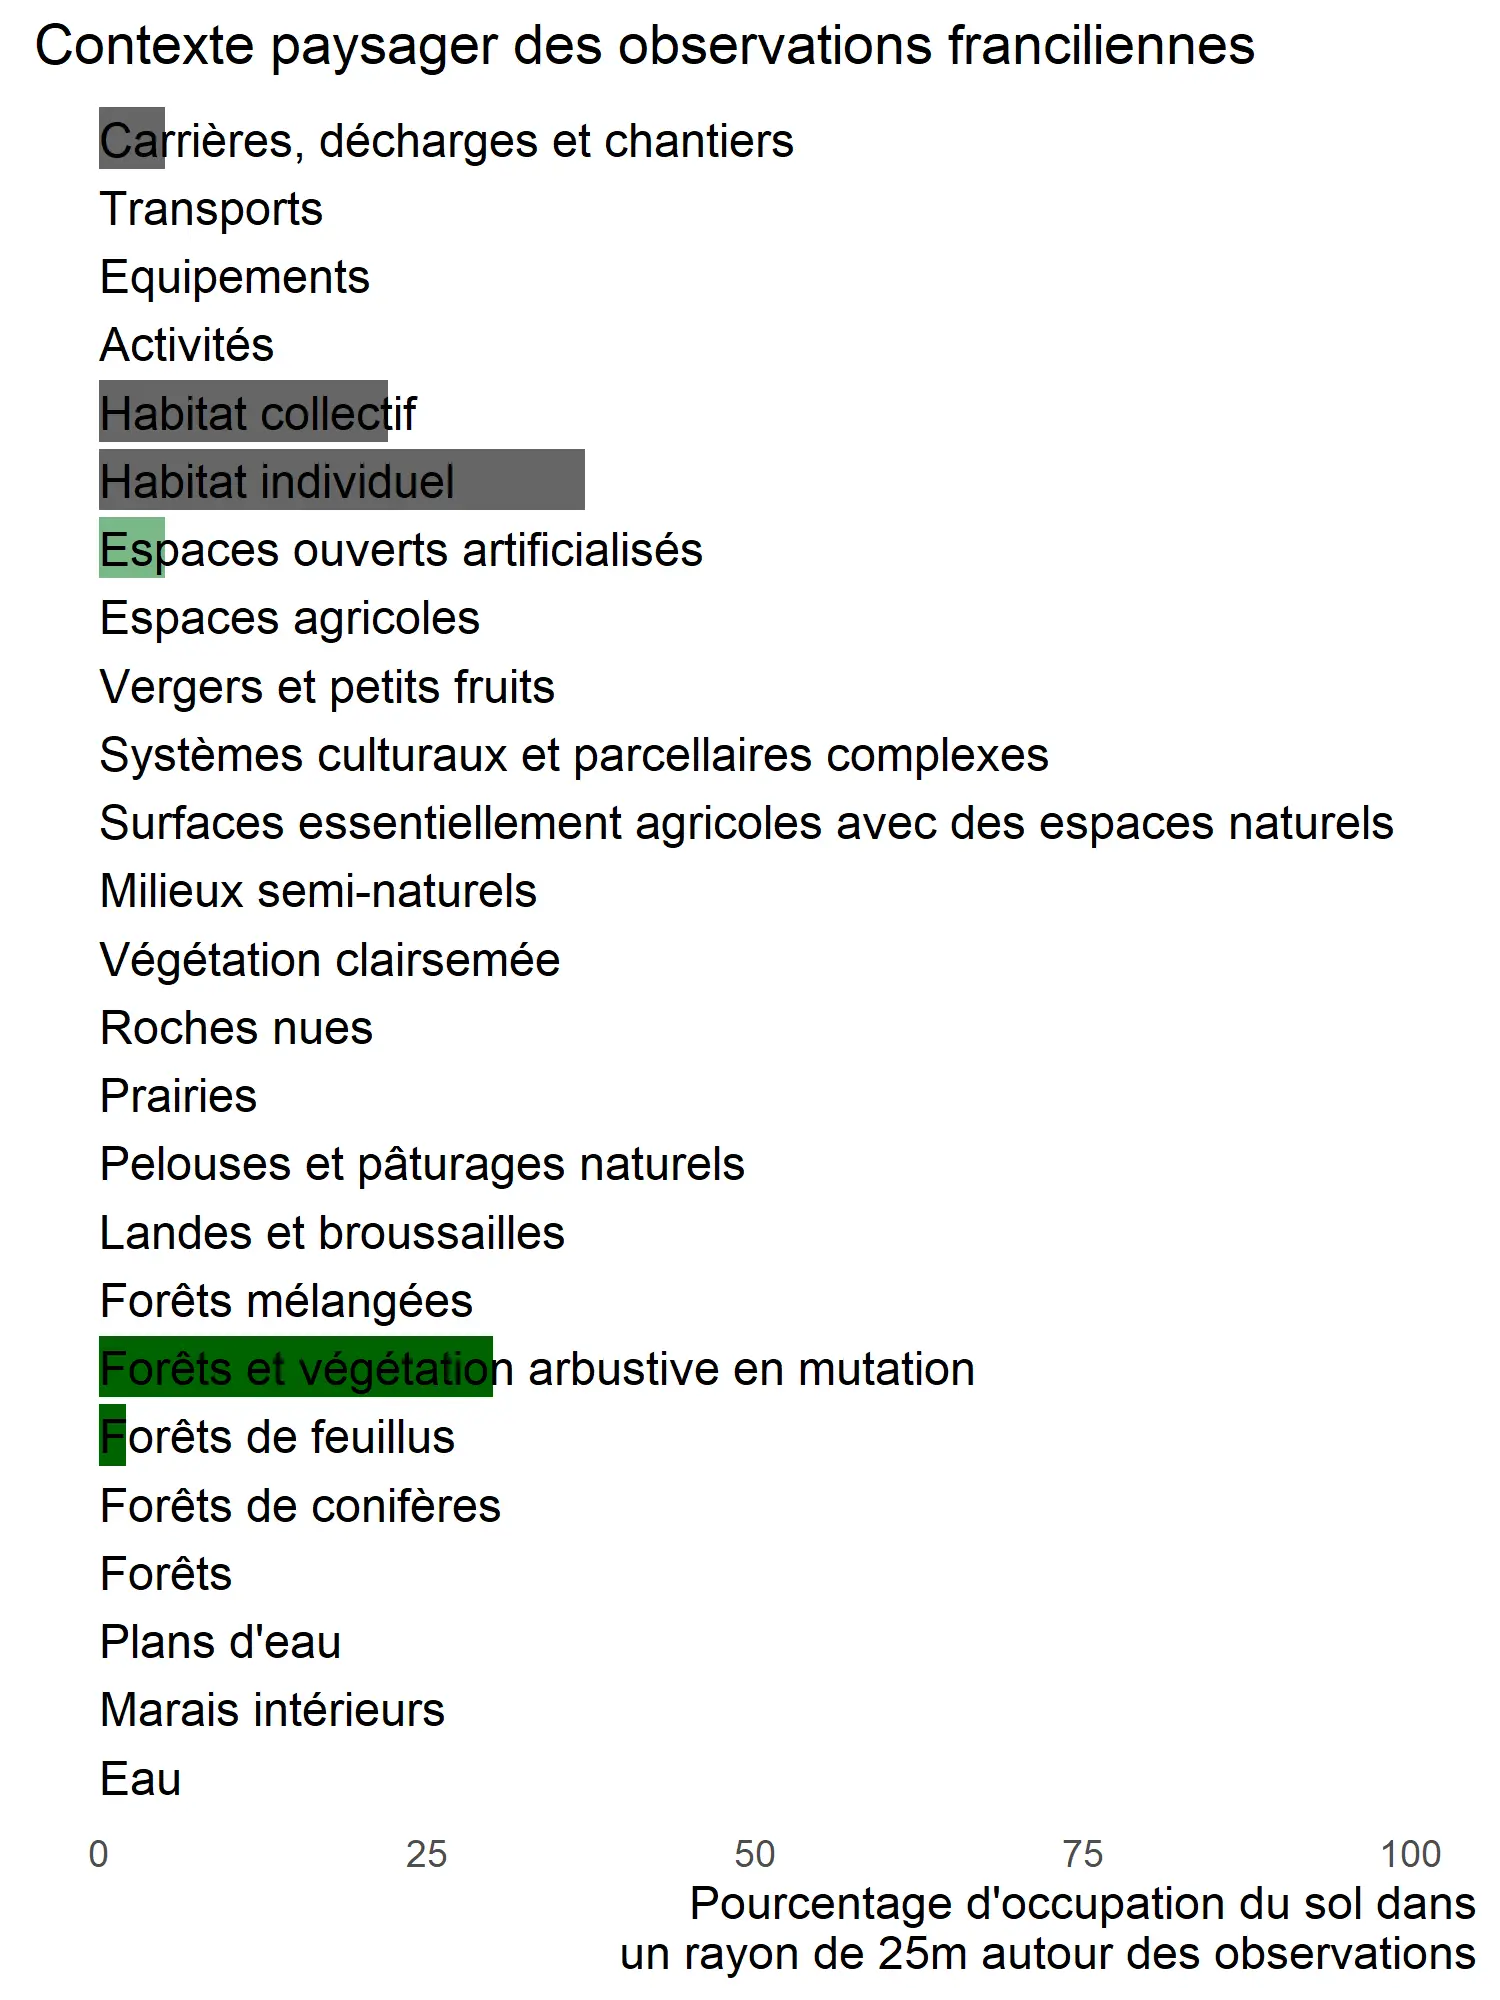 Contexte paysager des observations franciliennes
Carrières, décharges et chantiers
Transports
Equipements
Activités
Habitat collectif
Habitat individuel
Espaces ouverts artificialisés
Espaces agricoles
Vergers et petits fruits
Systèmes culturaux et parcellaires complexes
Surfaces essentiellement agricoles avec des espaces naturels
Milieux semi-naturels
Végétation clairsemée
Roches nues
Prairies
Pelouses et pâturages naturels
Landes et broussailles
Forêts mélangées
Forêts et végétation arbustive en mutation
Forêts de feuillus
Forêts de conifères
Forêts
Plans d'eau
Marais intérieurs
Eau
0 25 50 75 100
Pourcentage d'occupation du sol dans
un rayon de 25m autour des observations